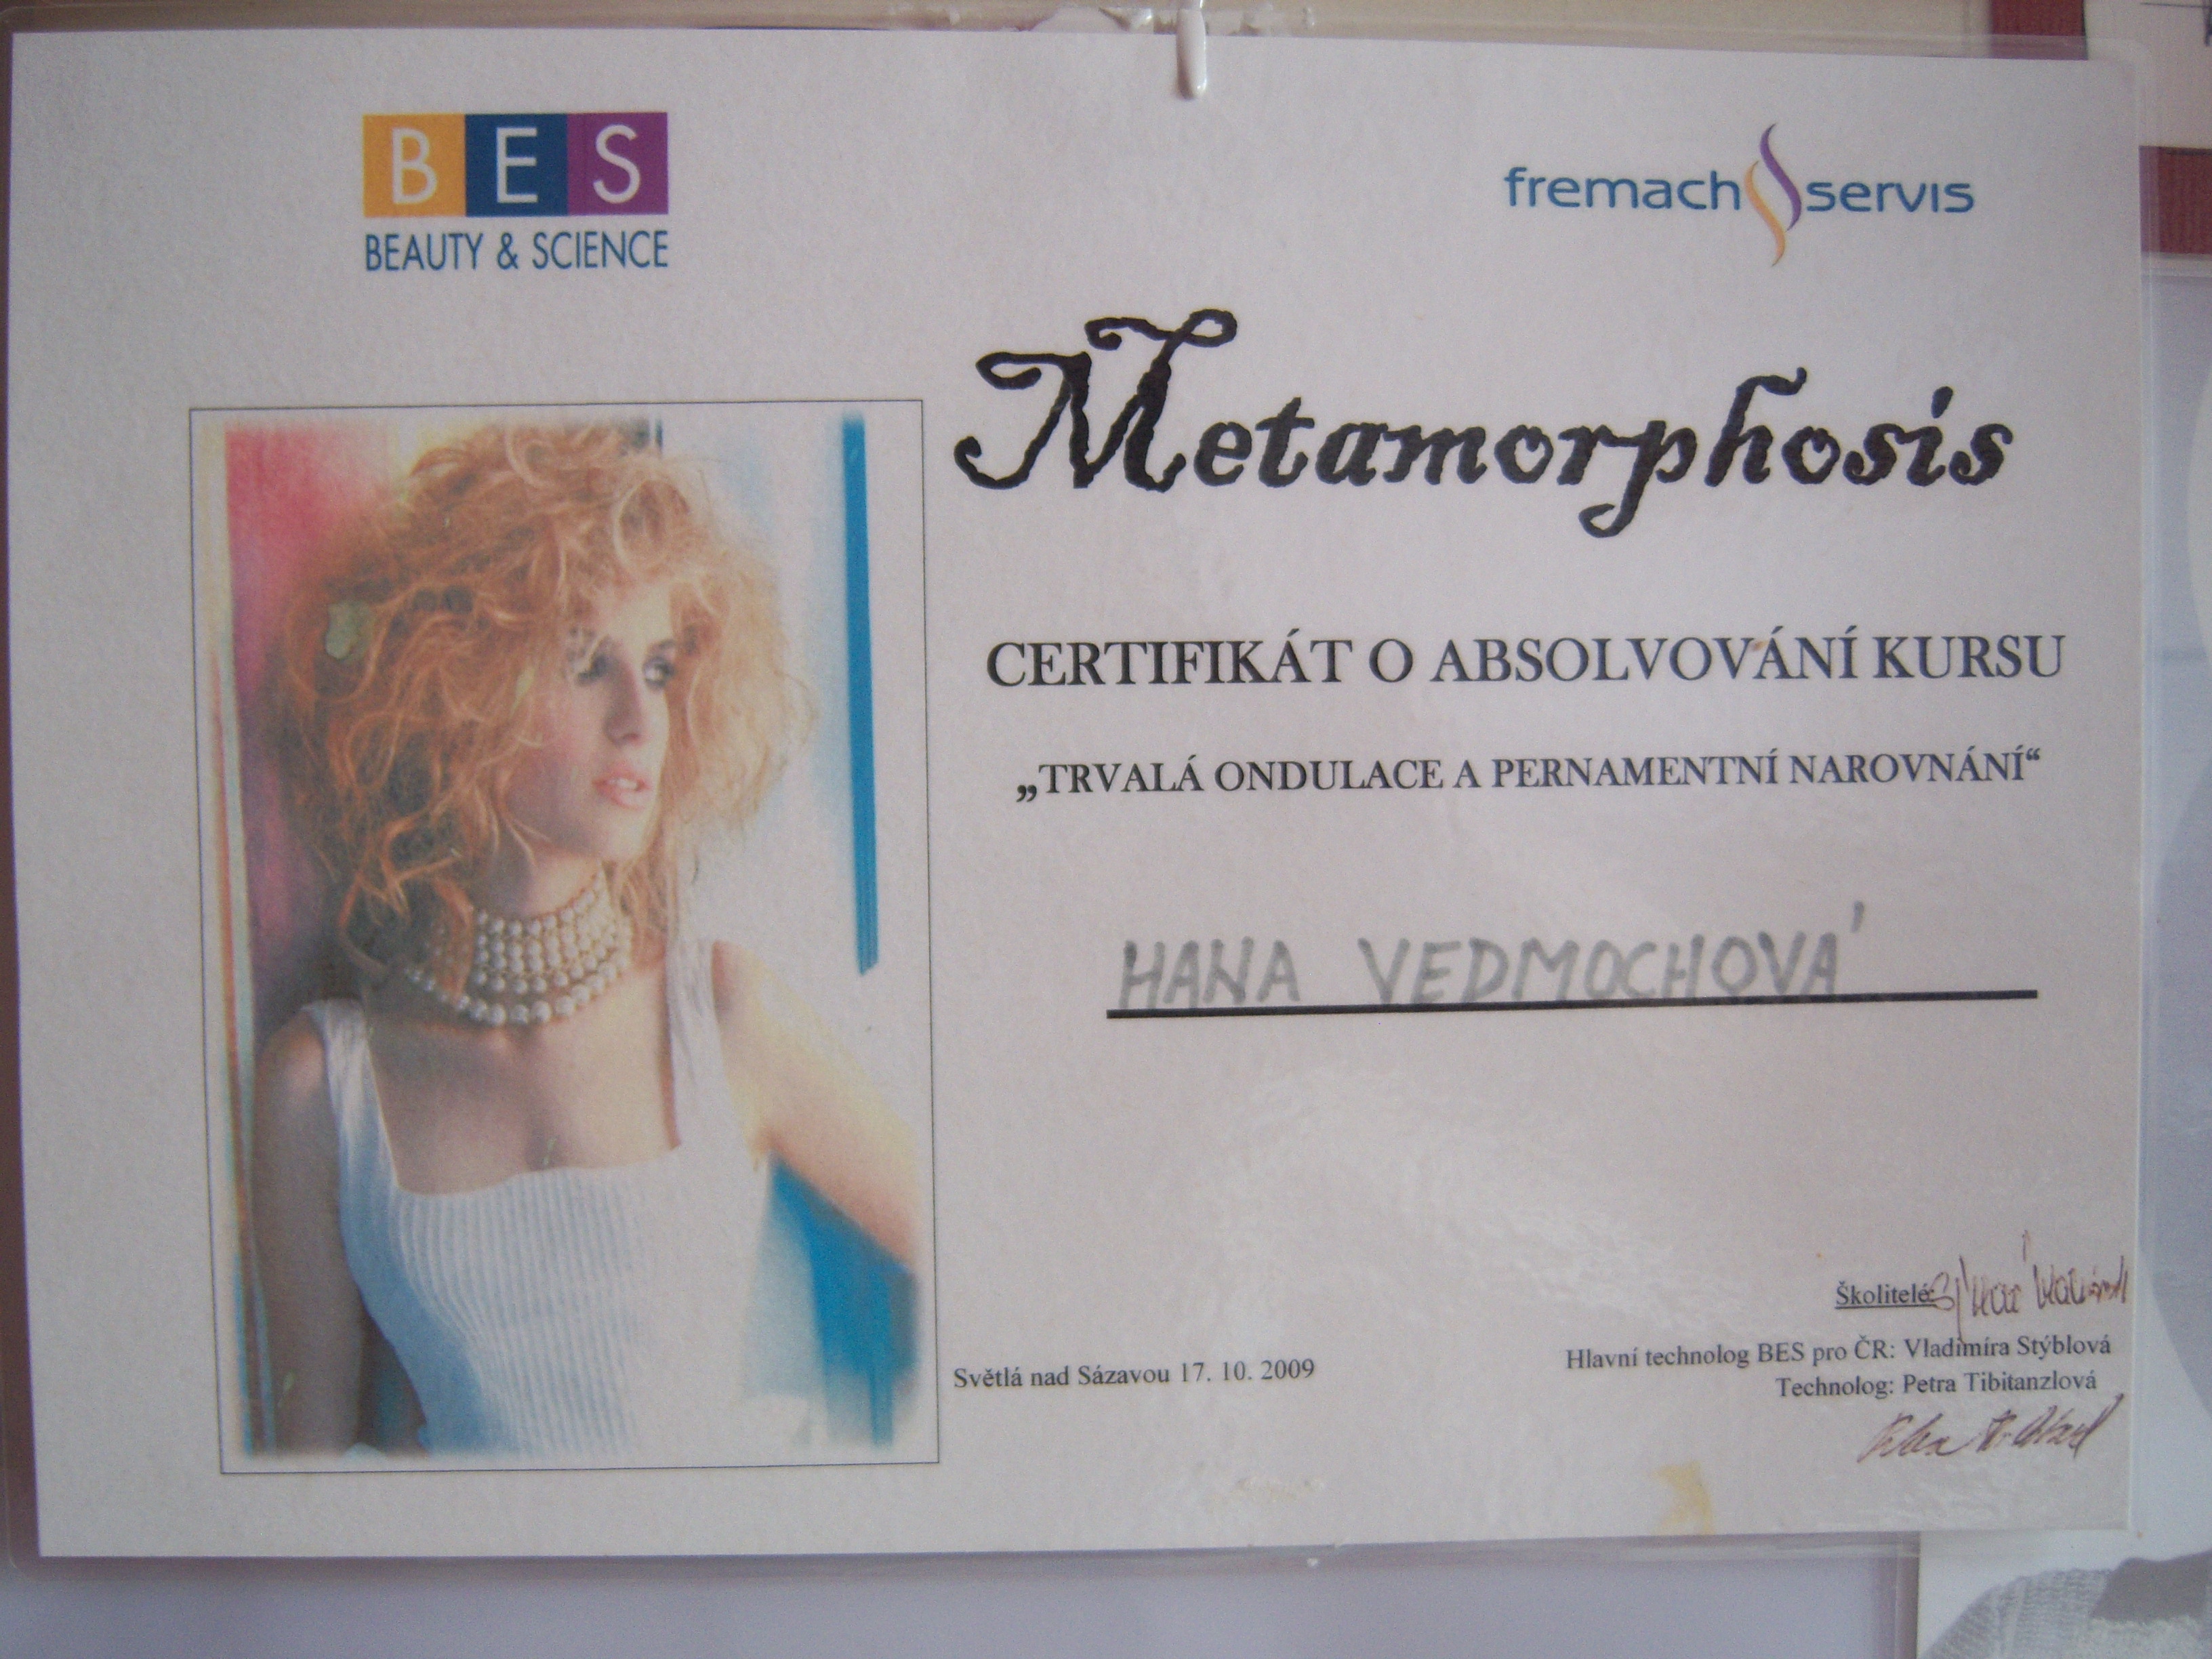 BES
BEAUTY & SCIENCE
fremach servis
Metamorphosis
CERTIFIKÁT O ABSOLVOVÁNÍ KURSU
„TRVALÁ ONDULACE A PERNAMENTNÍ NAROVNÁNÍ“
HANA VEDMOCHOVÁ
Školitelé:
Hlavní technolog BES pro ČR: Vladimíra Stýblová
Světlá nad Sázavou 17. 10. 2009
Technolog: Petra Tibitanzlová